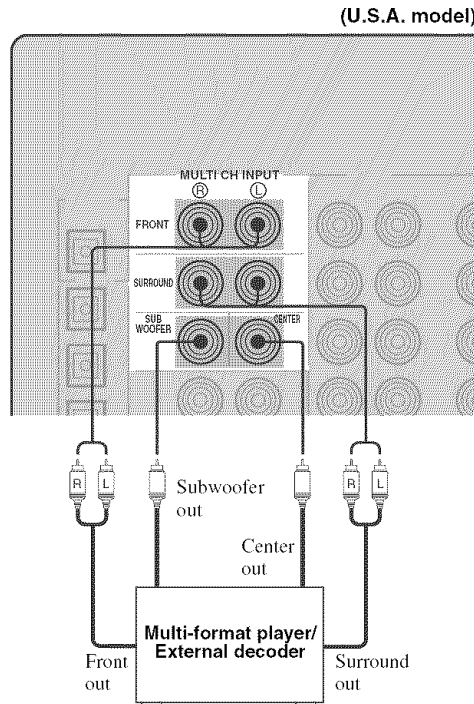 (U.S.A. model)
MULTI CH INPUT
R L
FRONT
SURROUND
SUB
WOOFER
CENTER
R L
R L
Subwoofer
out
Center
out
Multi-format player/
External decoder
Front
out
Surround
out